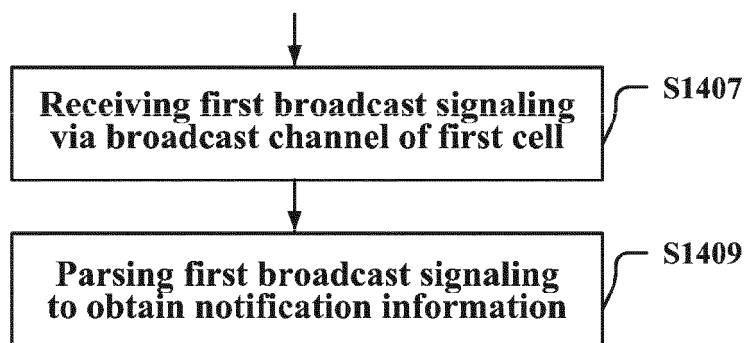 Receiving first broadcast signaling
via broadcast channel of first cell
S1407
Parsing first broadcast signaling
to obtain notification information
S1409